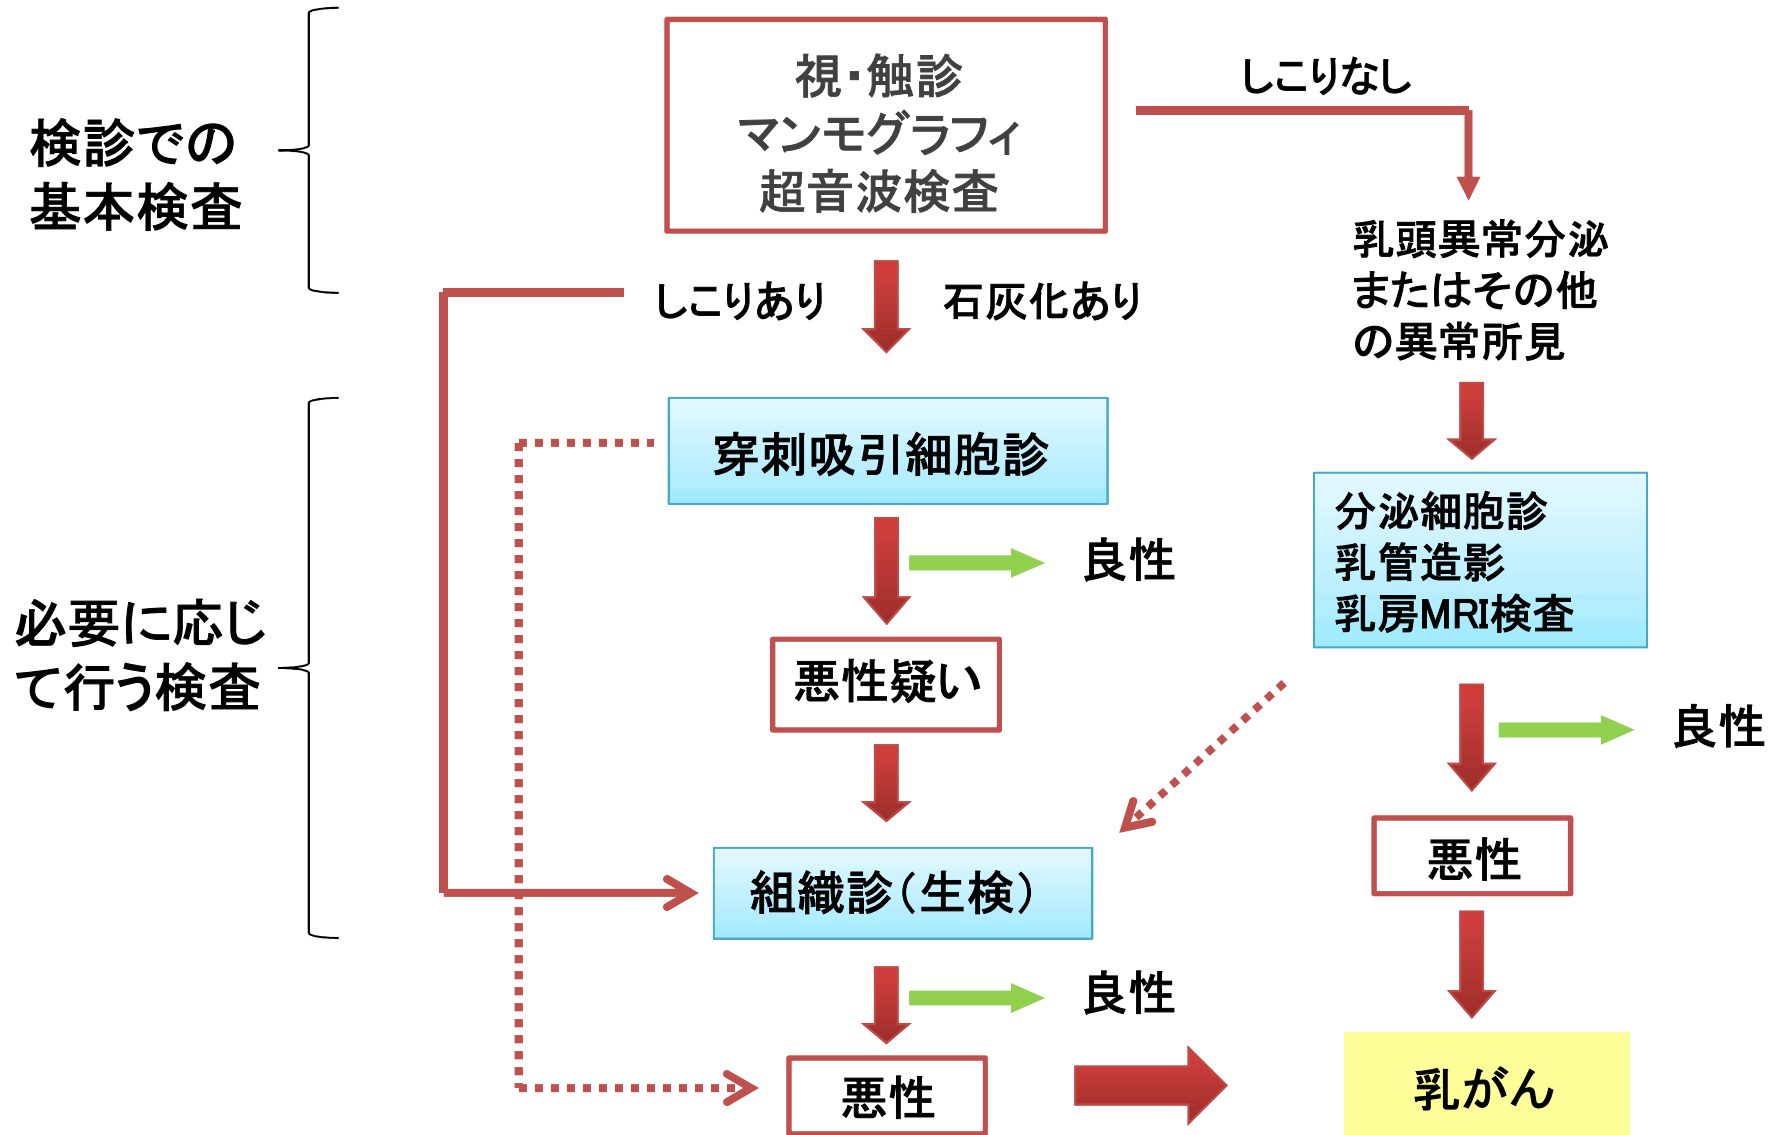 検診での
基本検査
視・触診
マンモグラフィ
超音波検査
しこりなし
しこりあり
石灰化あり
乳頭異常分泌
またはその他
の異常所見
必要に応じ
て行う検査
穿刺吸引細胞診
良性
悪性疑い
分泌細胞診
乳管造影
乳房MRI検査
良性
悪性
組織診（生検）
良性
悪性
乳がん